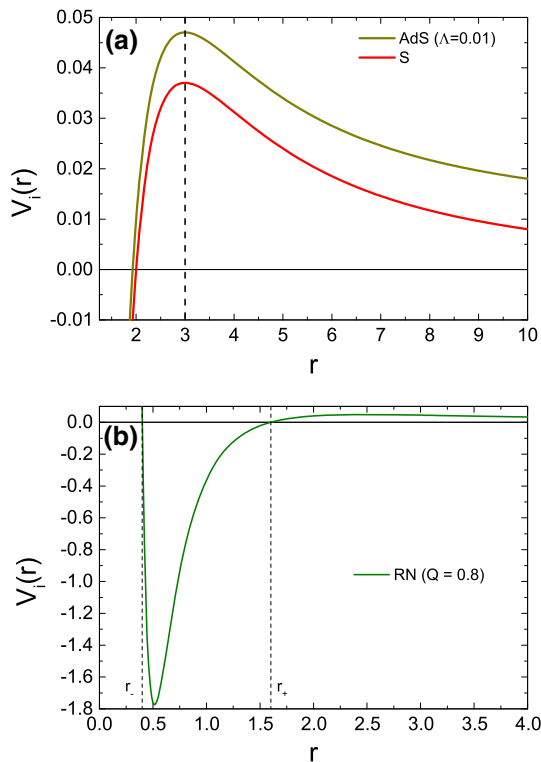 (a)
AdS (Λ=0.01)
S
0.05
0.04
0.03
0.02
0.01
0.00
-0.01
V_i(r)
2 3 4 5 6 7 8 9 10
r
(b)
RN (Q = 0.8)
0.0
-0.2
-0.4
-0.6
-0.8
-1.0
-1.2
-1.4
-1.6
-1.8
V_i(r)
r_- r_+
0.0 0.5 1.0 1.5 2.0 2.5 3.0 3.5 4.0
r